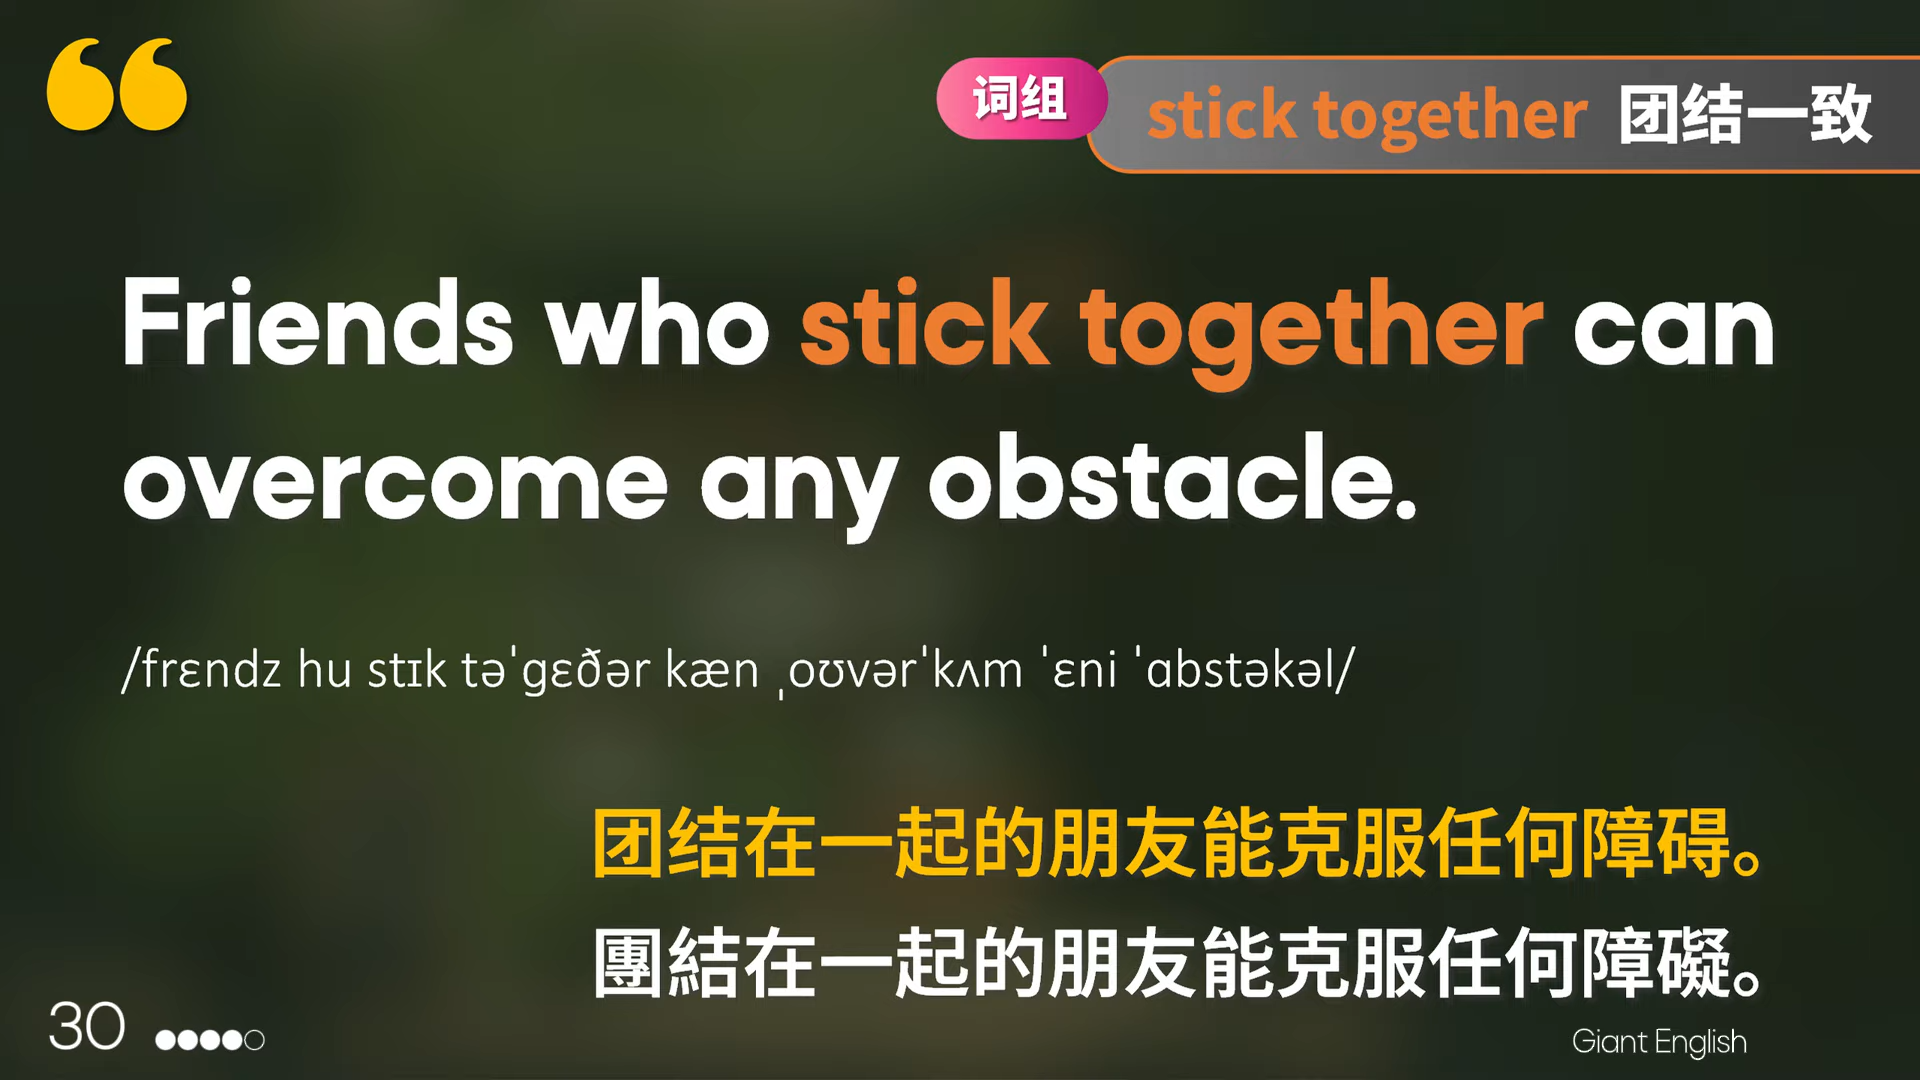 词组
stick together 团结一致
Friends who stick together can
overcome any obstacle.
/frɛndz hu stɪk təˈɡɛðər kæn ˌoʊvərˈkʌm ˈɛni ˈɑbstəkəl/
团结在一起的朋友能克服任何障碍。
團結在一起的朋友能克服任何障礙。
30
Giant English